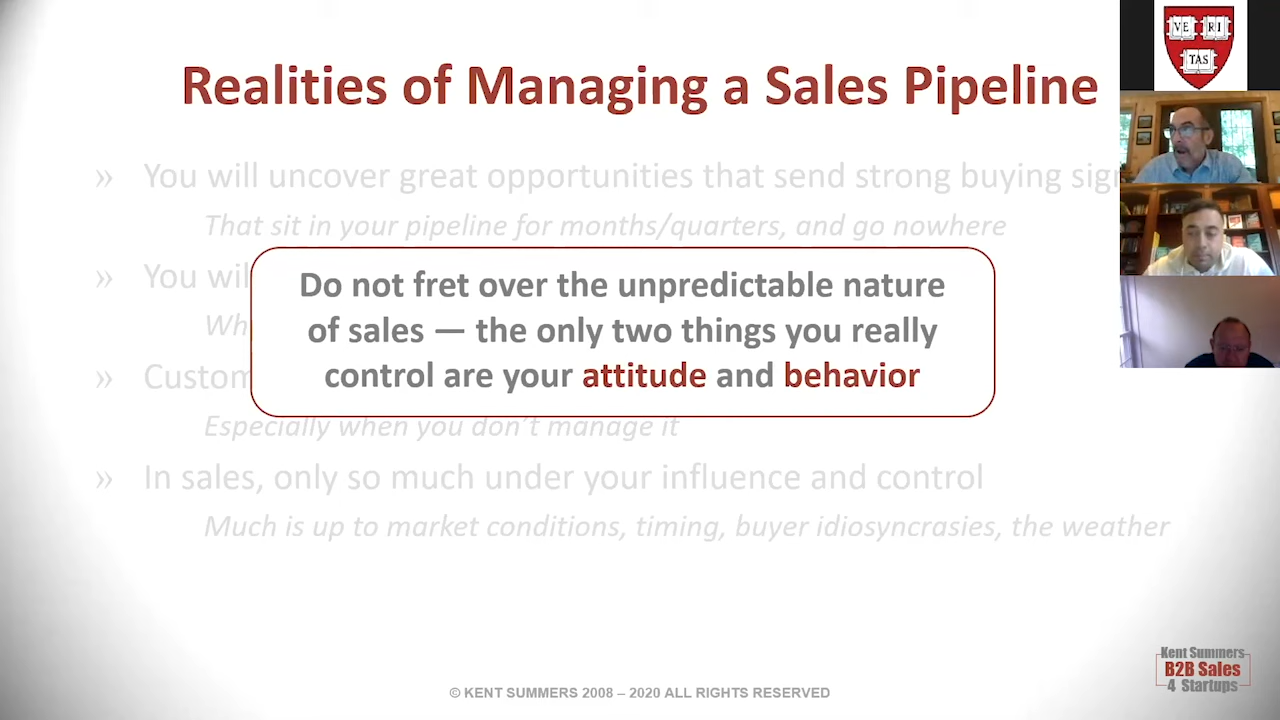 Realities of Managing a Sales Pipeline
» You will uncover great opportunities that send strong buying
That sit in your pipeline for months/quarters, and go nowhere
» You
Do not fret over the unpredictable nature
of sales — the only two things you really
control are your attitude and behavior
»
Especially when you don't manage it
» In sales, only so much under your influence and control
Much is up to market conditions, timing, buyer idiosyncrasies, the weather
© KENT SUMMERS 2008 – 2020 ALL RIGHTS RESERVED
Kent Summers
B2B Sales
4 Startups
VE RI
TAS